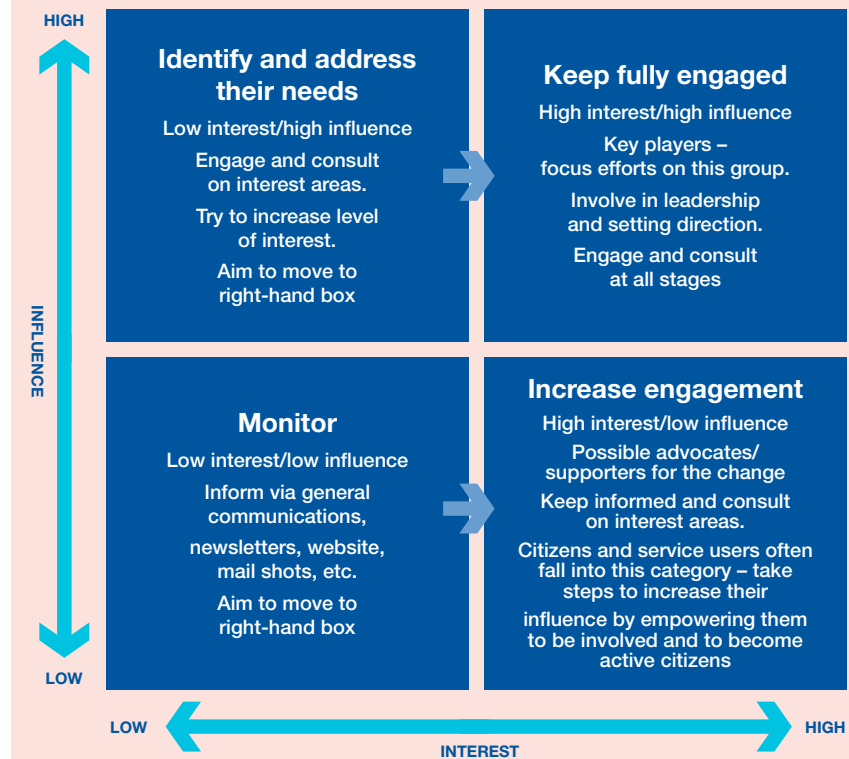 HIGH
Identify and address
their needs
Low interest/high influence
Engage and consult
on interest areas.
Try to increase level
of interest.
Aim to move to
right-hand box
Keep fully engaged
High interest/high influence
Key players –
focus efforts on this group.
Involve in leadership
and setting direction.
Engage and consult
at all stages
INFLUENCE
Monitor
Low interest/low influence
Inform via general
communications,
newsletters, website,
mail shots, etc.
Aim to move to
right-hand box
Increase engagement
High interest/low influence
Possible advocates/
supporters for the change
Keep informed and consult
on interest areas.
Citizens and service users often
fall into this category – take
steps to increase their
influence by empowering them
to be involved and to become
active citizens
LOW
LOW
HIGH
INTEREST